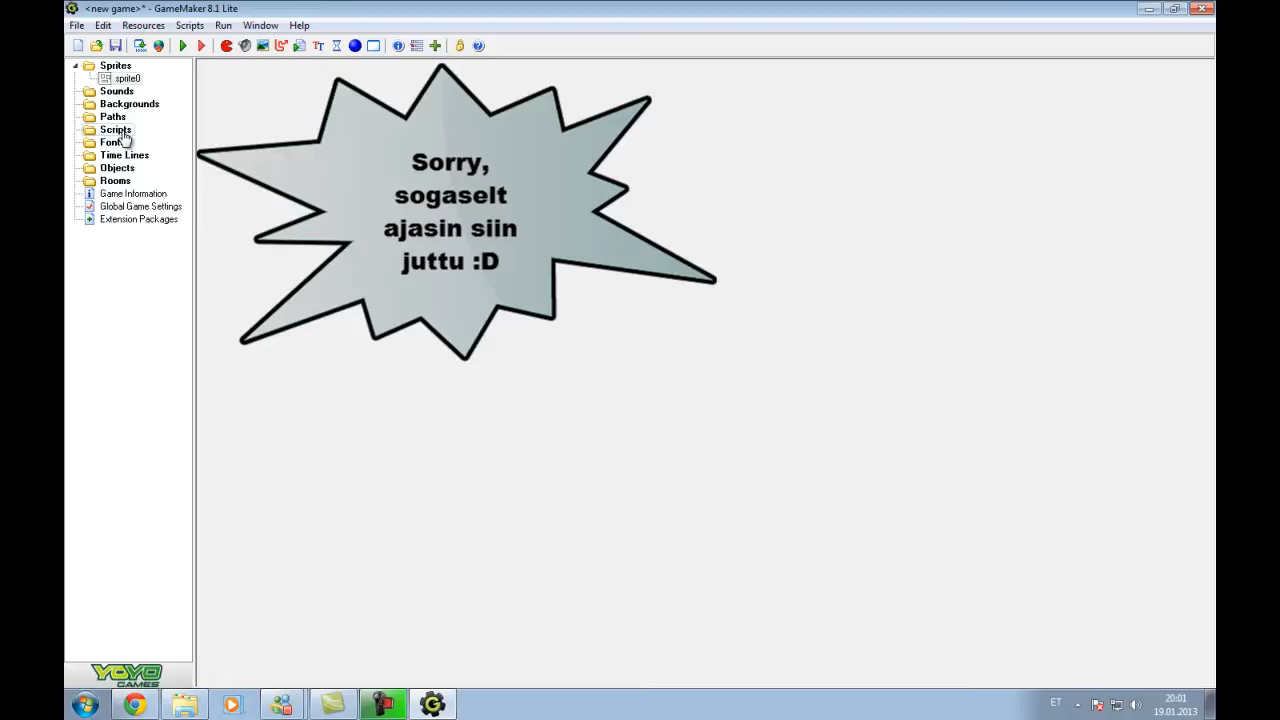 <new game>* - GameMaker 8.1 Lite
File Edit Resources Scripts Run Window Help
Sprites
sprite0
Sounds
Backgrounds
Paths
Scripts
Font
Time Lines
Objects
Rooms
Game Information
Global Game Settings
Extension Packages
Sorry,
sogaselt
ajasin siin
juttu :D
YOYO
GAMES
ET
20:01
19.01.2013